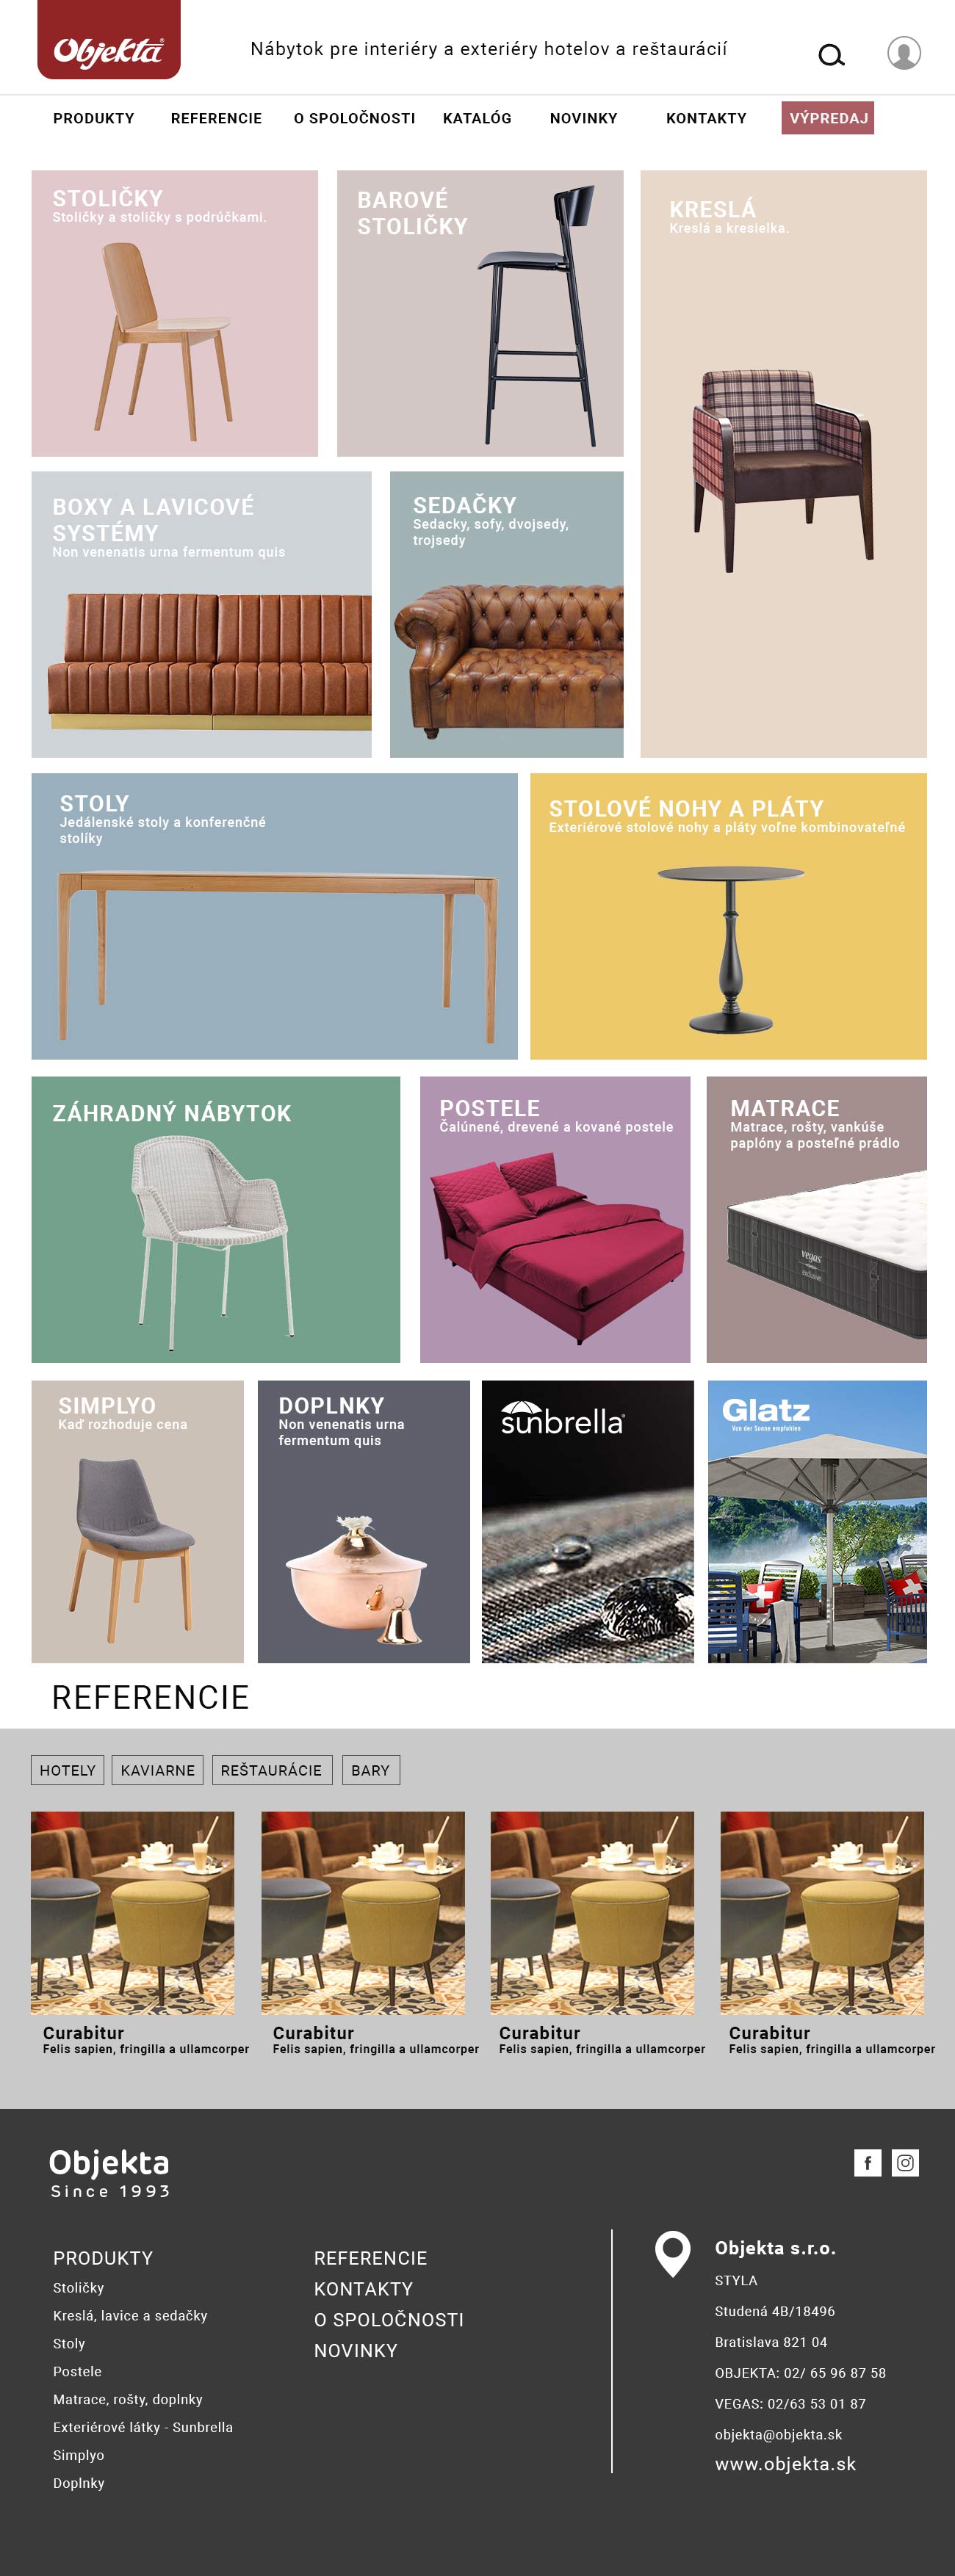 Objekta®
Nábytok pre interiéry a exteriéry hotelov a reštaurácií
PRODUKTY
REFERENCIE
O SPOLOČNOSTI
KATALÓG
NOVINKY
KONTAKTY
VÝPREDAJ
STOLIČKY
Stoličky a stoličky s podrúčkami.
BAROVÉ
STOLIČKY
KRESLÁ
Kreslá a kresielka.
BOXY A LAVICOVÉ
SYSTÉMY
Non venenatis urna fermentum quis
SEDAČKY
Sedacky, sofy, dvojsedy,
trojsedy
STOLY
Jedálenské stoly a konferenčné
stolíky
STOLOVÉ NOHY A PLÁTY
Exteriérové stolové nohy a pláty voľne kombinovateľné
ZÁHRADNÝ NÁBYTOK
POSTELE
Čalúnené, drevené a kované postele
MATRACE
Matrace, rošty, vankúše
paplóny a posteľné prádlo
vegas
exclusive
SIMPLYO
Kaď rozhoduje cena
DOPLNKY
Non venenatis urna
fermentum quis
sunbrella®
Glatz
Von der Sonne empfohlen
REFERENCIE
HOTELY
KAVIARNE
REŠTAURÁCIE
BARY
Curabitur
Felis sapien, fringilla a ullamcorper
Curabitur
Felis sapien, fringilla a ullamcorper
Curabitur
Felis sapien, fringilla a ullamcorper
Curabitur
Felis sapien, fringilla a ullamcorper
Objekta
Since 1993
PRODUKTY
Stoličky
Kreslá, lavice a sedačky
Stoly
Postele
Matrace, rošty, doplnky
Exteriérové látky - Sunbrella
Simplyo
Doplnky
REFERENCIE
KONTAKTY
O SPOLOČNOSTI
NOVINKY
Objekta s.r.o.
STYLA
Studená 4B/18496
Bratislava 821 04
OBJEKTA: 02/ 65 96 87 58
VEGAS: 02/63 53 01 87
objekta@objekta.sk
www.objekta.sk